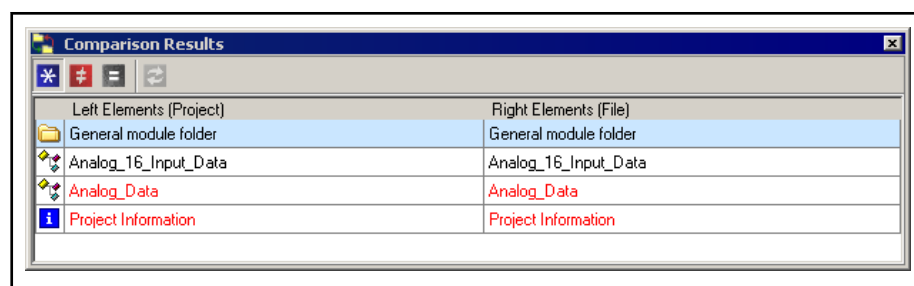 Comparison Results
Left Elements (Project) Right Elements (File)
General module folder General module folder
Analog_16_Input_Data Analog_16_Input_Data
Analog_Data Analog_Data
Project Information Project Information